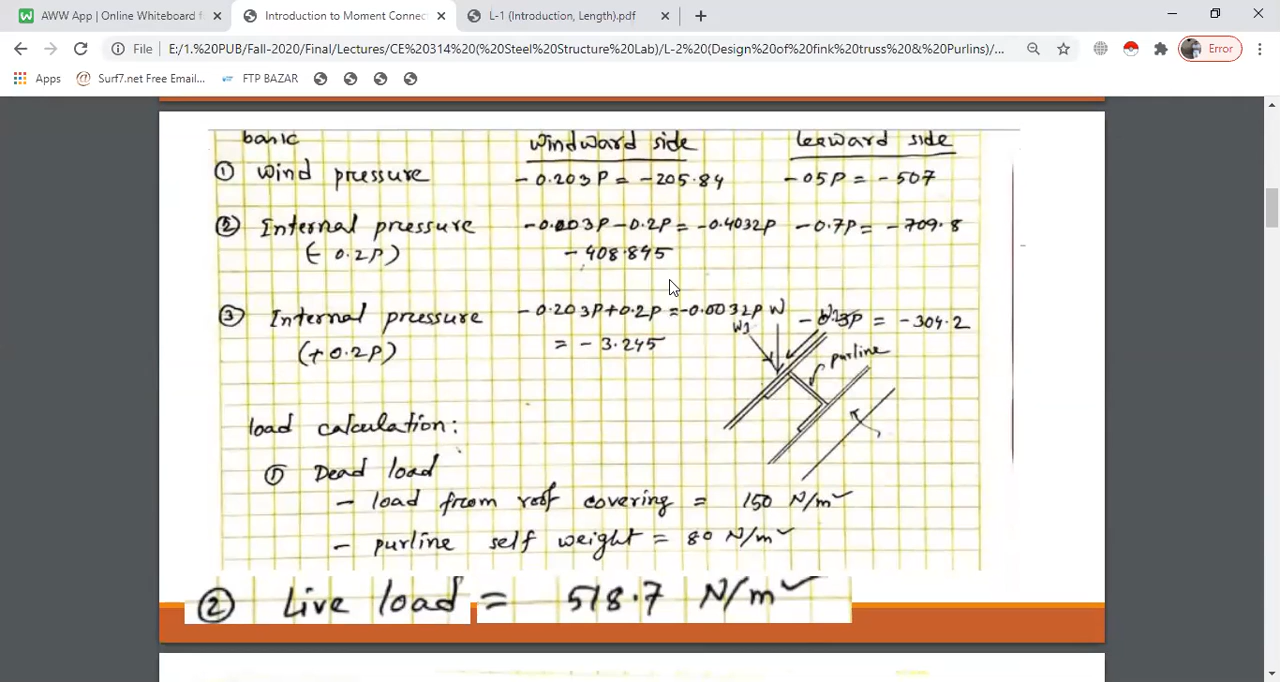 AWW App | Online Whiteboard f
Introduction to Moment Connec
L-1 (Introduction, Length).pdf
File
E:/1.%20PUB/Fall-2020/Final/Lectures/CE%20314%20(%20Steel%20Structure%20Lab)/L-2%20(Design%20of%20fink%20truss%20&%20Purlins)/...
Error
Apps
Surf7.net Free Email...
FTP BAZAR
basic
windward side
leeward side
① Wind pressure
-0.203P = -205.84
-05P = -507
② Internal pressure
-0.203P-0.2P = -0.4032P
-0.7P = -709.8
(-0.2P)
-408.845
③ Internal pressure
-0.203P+0.2P = -0.0032P
W
-0.3P = -304.2
W1
(+0.2P)
= -3.245
purline
load calculation:
① Dead load
- load from roof covering = 150 N/m²
- purline self weight = 80 N/m²
② Live load = 518.7 N/m²